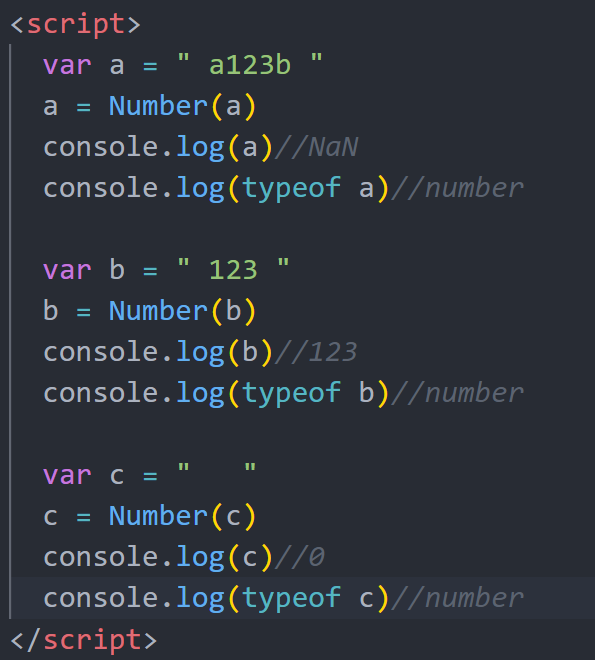 <script>
var a = " a123b "
a = Number(a)
console.log(a)//NaN
console.log(typeof a)//number
var b = " 123 "
b = Number(b)
console.log(b)//123
console.log(typeof b)//number
var c = "   "
c = Number(c)
console.log(c)//0
console.log(typeof c)//number
</script>